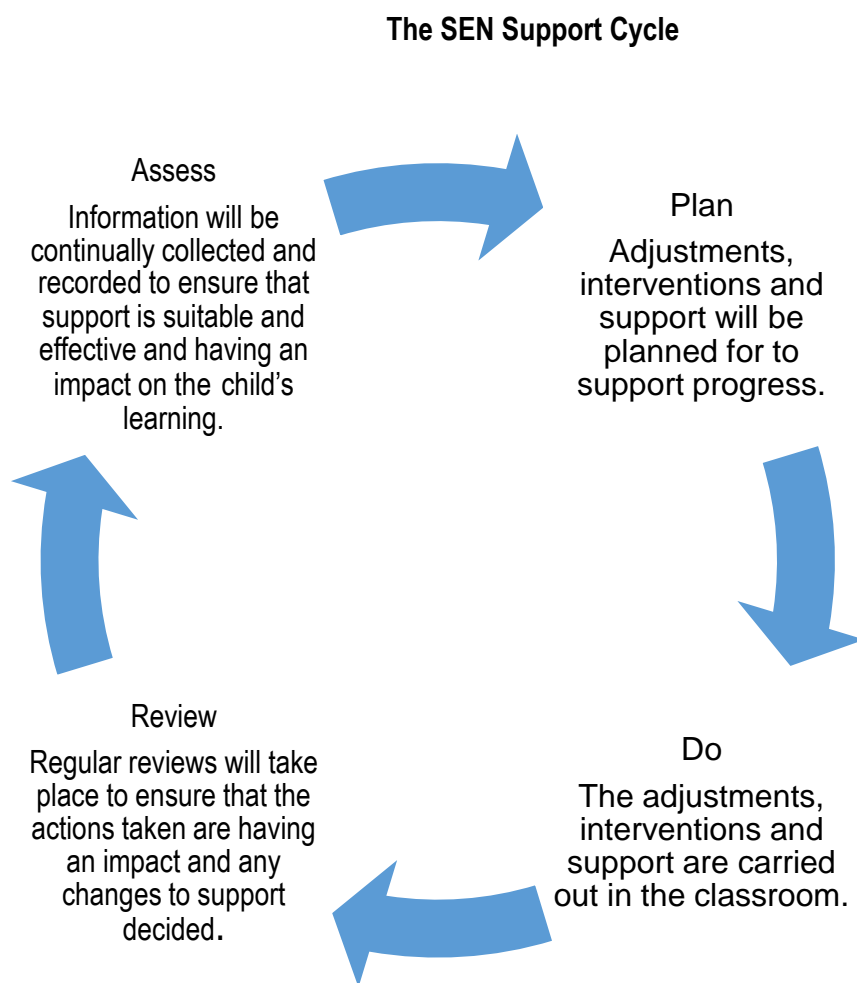 The SEN Support Cycle
Assess
Information will be
continually collected and
recorded to ensure that
support is suitable and
effective and having an
impact on the child’s
learning.
Plan
Adjustments,
interventions and
support will be
planned for to
support progress.
Do
The adjustments,
interventions and
support are carried
out in the classroom.
Review
Regular reviews will take
place to ensure that the
actions taken are having
an impact and any
changes to support
decided.